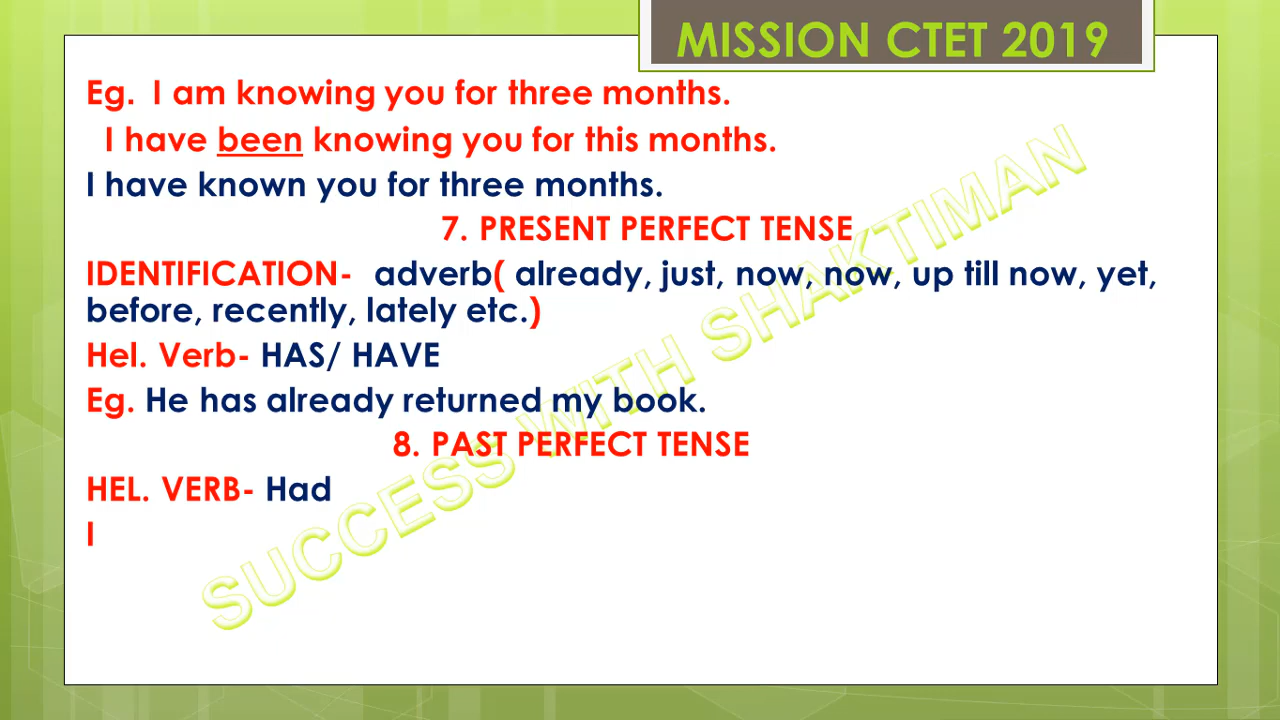 MISSION CTET 2019
Eg. I am knowing you for three months.
I have been knowing you for this months.
I have known you for three months.
7. PRESENT PERFECT TENSE
IDENTIFICATION- adverb( already, just, now, now, up till now, yet,
before, recently, lately etc.)
Hel. Verb- HAS/ HAVE
Eg. He has already returned my book.
8. PAST PERFECT TENSE
HEL. VERB- Had
I
SUCCESS WITH SHAKTIMAN